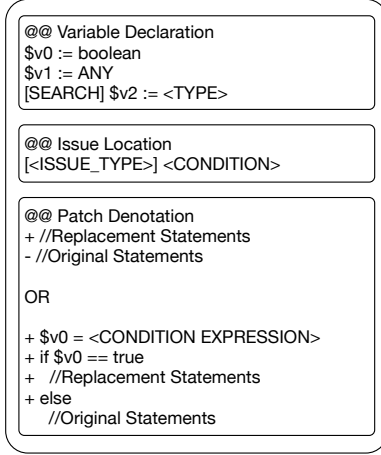 @@ Variable Declaration
$v0 := boolean
$v1 := ANY
[SEARCH] $v2 := <TYPE>
@@ Issue Location
[<ISSUE_TYPE>] <CONDITION>
@@ Patch Denotation
+ //Replacement Statements
- //Original Statements
OR
+ $v0 = <CONDITION EXPRESSION>
+ if $v0 == true
+   //Replacement Statements
+ else
   //Original Statements